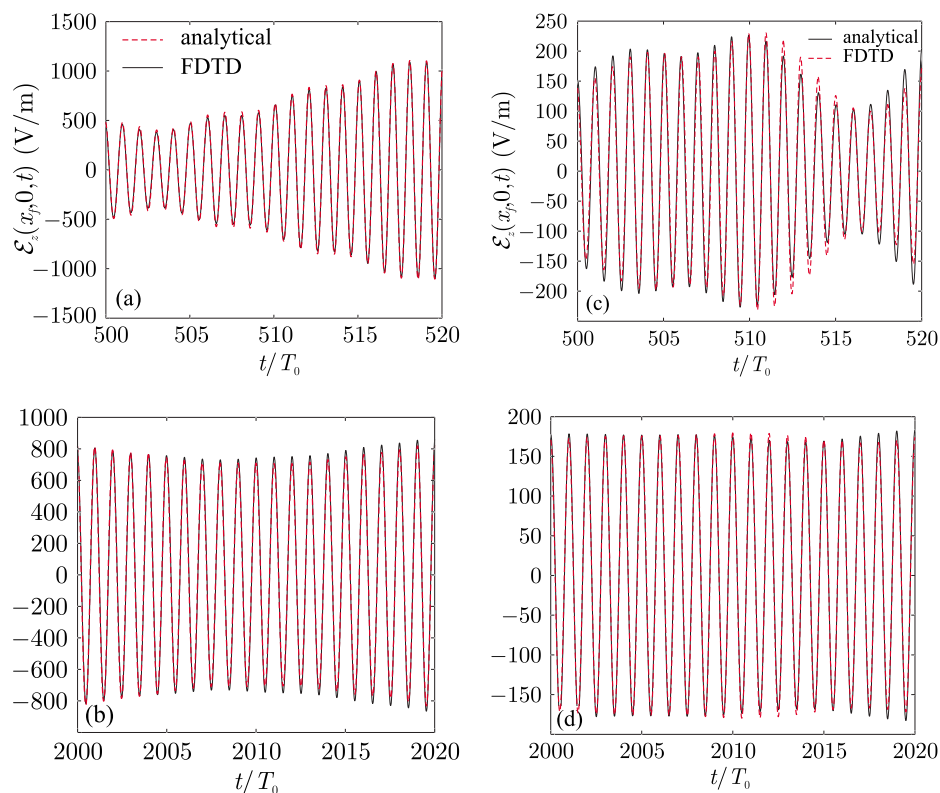 1500
1000
500
0
−500
−1000
−1500
analytical
FDTD
(a)
500 505 510 515 520
t/T₀
ℰz(xf,0,t) (V/m)
250
200
150
100
50
0
−50
−100
−150
−200
analytical
FDTD
(c)
500 505 510 515 520
t/T₀
ℰz(xf,0,t) (V/m)
1000
800
600
400
200
0
−200
−400
−600
−800
(b)
2000 2005 2010 2015 2020
t/T₀
200
150
100
50
0
−50
−100
−150
(d)
2000 2005 2010 2015 2020
t/T₀